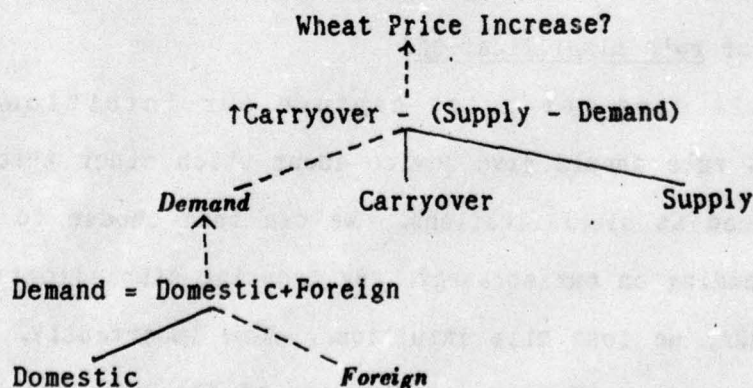 Wheat Price Increase?
↑Carryover - (Supply - Demand)
Demand Carryover Supply
Demand = Domestic+Foreign
Domestic Foreign